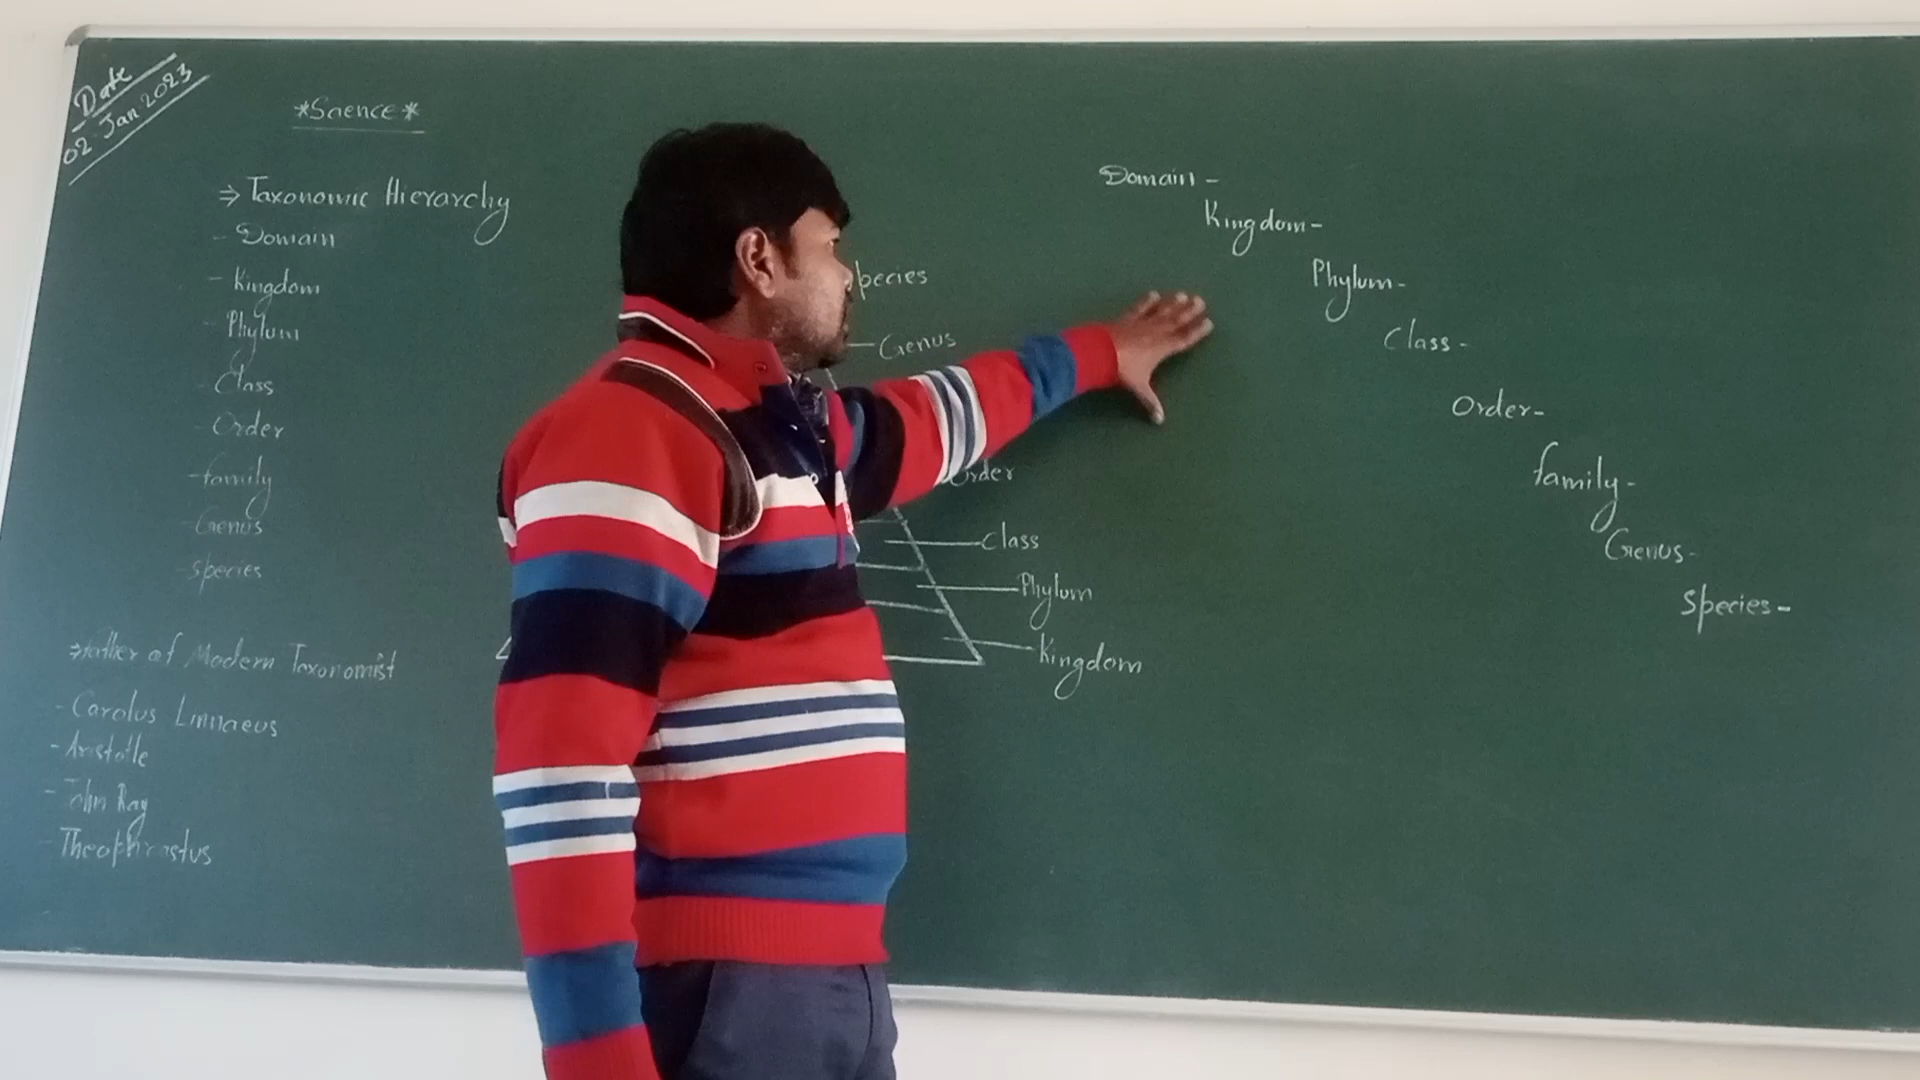 Date
02 Jan 2023
*Science*
⇒ Taxonomic Hierarchy
- Domain
- Kingdom
- Phylum
- Class
- Order
- family
- Genus
- Species
⇒ father of Modern Taxonomist
- Carolus Linnaeus
- Aristotle
- John Ray
- Theophrastus
pecies
Genus
Order
Class
Phylum
Kingdom
Domain -
Kingdom -
Phylum -
Class -
Order -
family -
Genus -
Species -